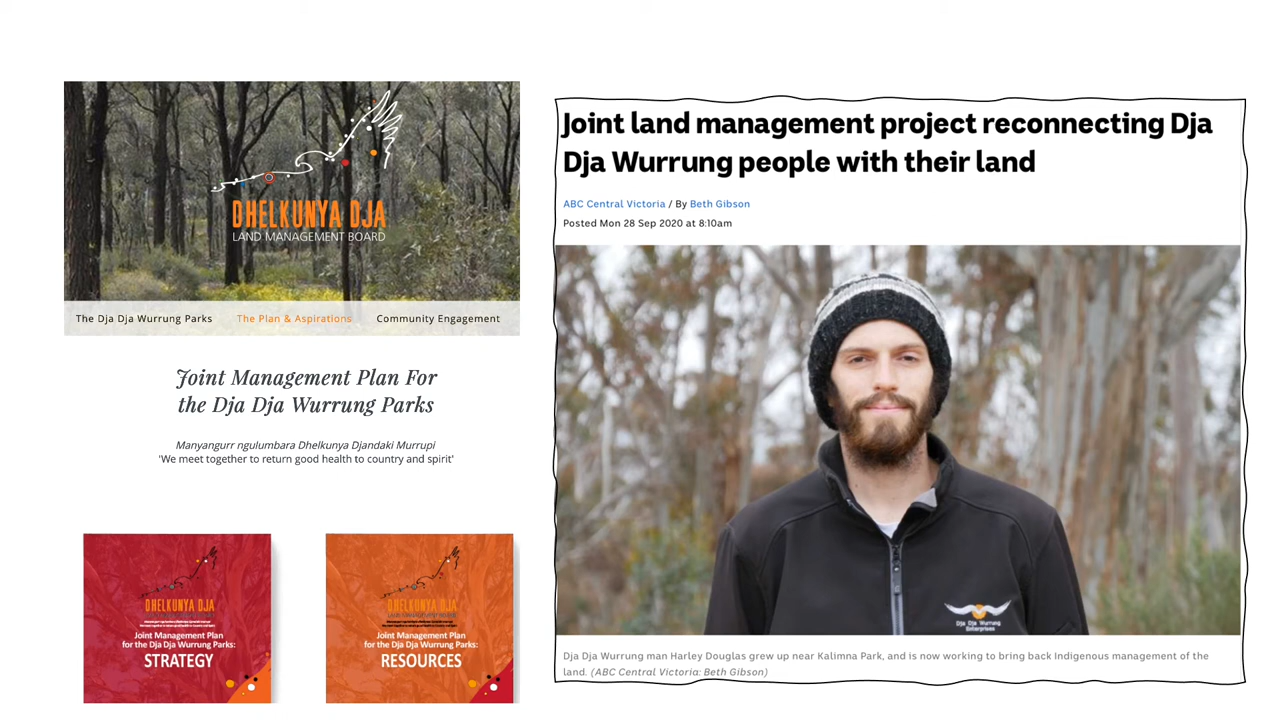 DHELKUNYA DJA
LAND MANAGEMENT BOARD
The Dja Dja Wurrung Parks
The Plan & Aspirations
Community Engagement
Joint Management Plan For
the Dja Dja Wurrung Parks
Manyangurr ngulumbara Dhelkunya Djandaki Murrupi
'We meet together to return good health to country and spirit'
DHELKUNYA DJA
Joint Management Plan
for the Dja Dja Wurrung Parks:
STRATEGY
DHELKUNYA DJA
Joint Management Plan
for the Dja Dja Wurrung Parks:
RESOURCES
Joint land management project reconnecting Dja
Dja Wurrung people with their land
ABC Central Victoria / By Beth Gibson
Posted Mon 28 Sep 2020 at 8:10am
Dja Dja Wurrung
Enterprises
Dja Dja Wurrung man Harley Douglas grew up near Kalimna Park, and is now working to bring back Indigenous management of the
land. (ABC Central Victoria: Beth Gibson)